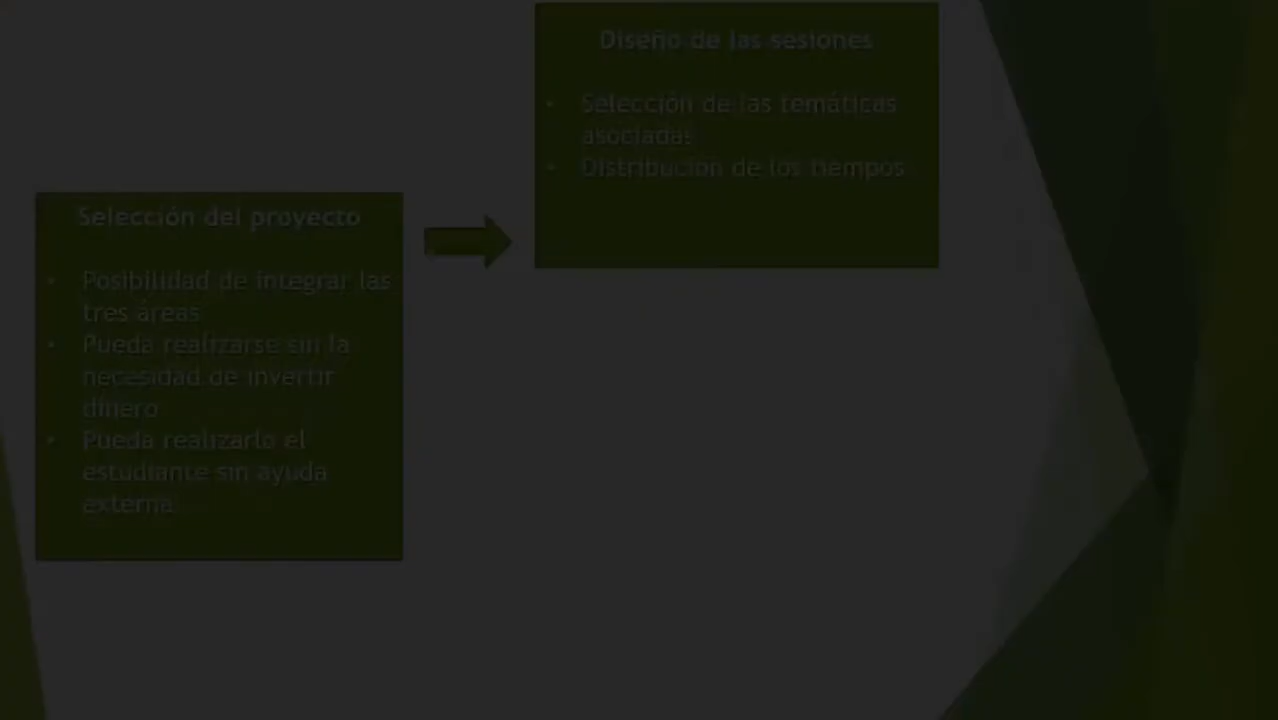 Selección del proyecto
• Posibilidad de integrar las
tres áreas
• Pueda realizarse sin la
necesidad de invertir
dinero
• Pueda realizarlo el
estudiante sin ayuda
externa.
Diseño de las sesiones
• Selección de las temáticas
asociadas
• Distribución de los tiempos.